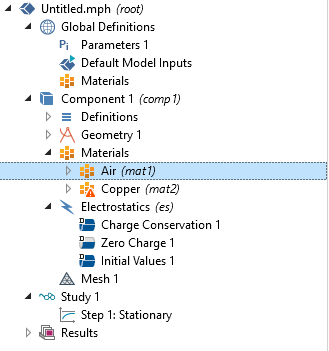 Untitled.mph (root)
Global Definitions
Pi Parameters 1
Default Model Inputs
Materials
Component 1 (comp1)
Definitions
Geometry 1
Materials
Air (mat1)
Copper (mat2)
Electrostatics (es)
Charge Conservation 1
Zero Charge 1
Initial Values 1
Mesh 1
Study 1
Step 1: Stationary
Results